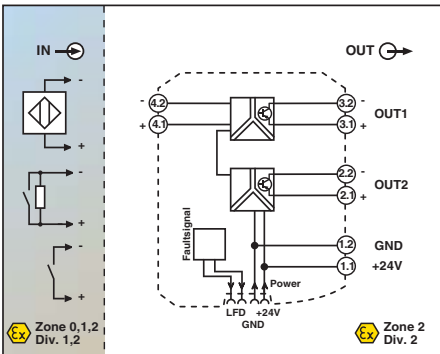 IN
OUT
-
+
-
+
-
+
- 4.2
+ 4.1
3.2 -
OUT1
3.1 +
2.2 -
OUT2
2.1 +
Faultsignal
1.2 GND
1.1 +24V
Power
LFD +24V
GND
Ex Zone 0,1,2
Div. 1,2
Ex Zone 2
Div. 2